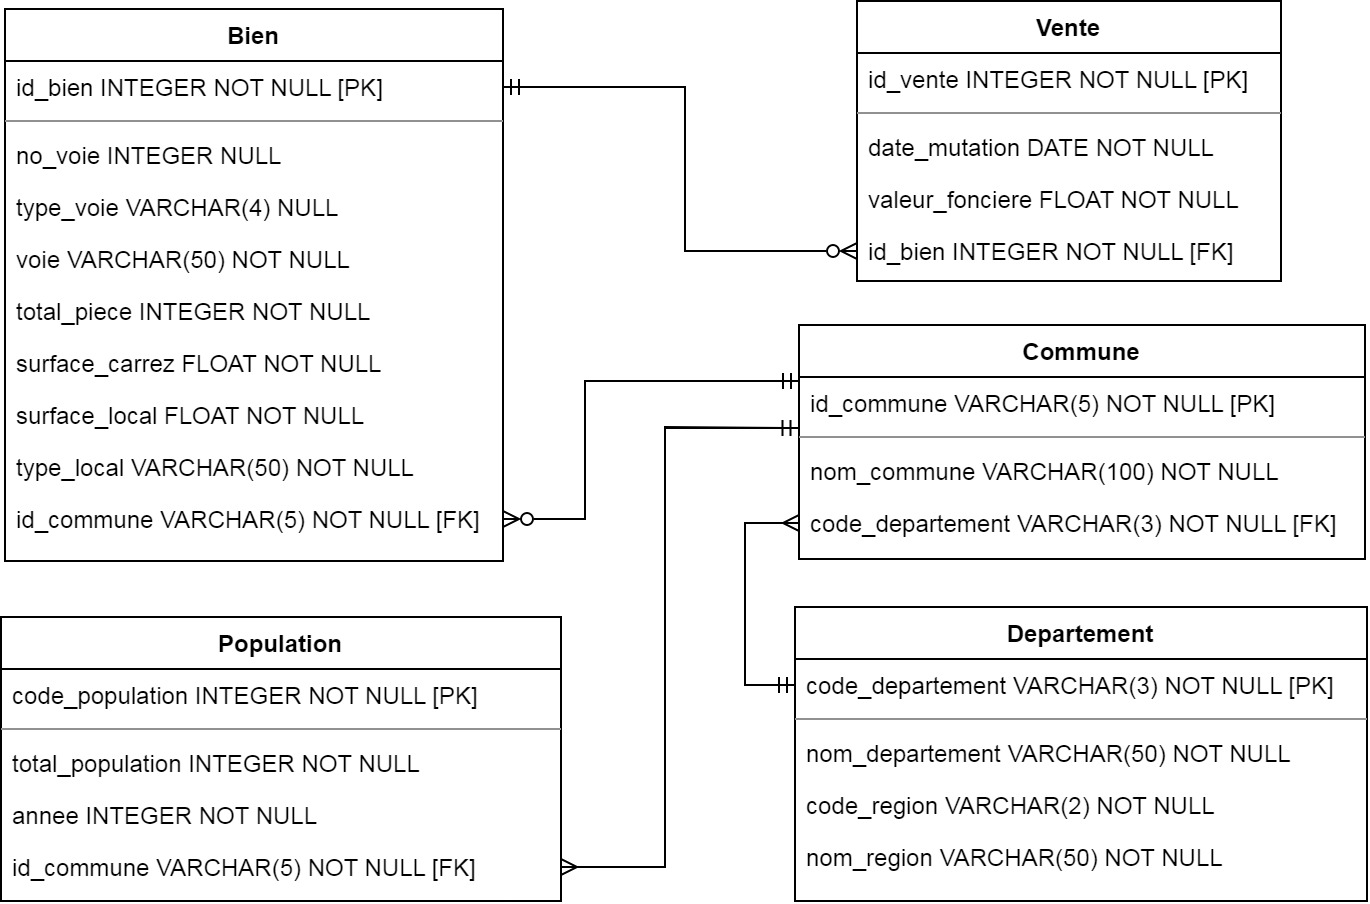 Bien
id_bien INTEGER NOT NULL [PK]
no_voie INTEGER NULL
type_voie VARCHAR(4) NULL
voie VARCHAR(50) NOT NULL
total_piece INTEGER NOT NULL
surface_carrez FLOAT NOT NULL
surface_local FLOAT NOT NULL
type_local VARCHAR(50) NOT NULL
id_commune VARCHAR(5) NOT NULL [FK]
Vente
id_vente INTEGER NOT NULL [PK]
date_mutation DATE NOT NULL
valeur_fonciere FLOAT NOT NULL
id_bien INTEGER NOT NULL [FK]
Commune
id_commune VARCHAR(5) NOT NULL [PK]
nom_commune VARCHAR(100) NOT NULL
code_departement VARCHAR(3) NOT NULL [FK]
Population
code_population INTEGER NOT NULL [PK]
total_population INTEGER NOT NULL
annee INTEGER NOT NULL
id_commune VARCHAR(5) NOT NULL [FK]
Departement
code_departement VARCHAR(3) NOT NULL [PK]
nom_departement VARCHAR(50) NOT NULL
code_region VARCHAR(2) NOT NULL
nom_region VARCHAR(50) NOT NULL